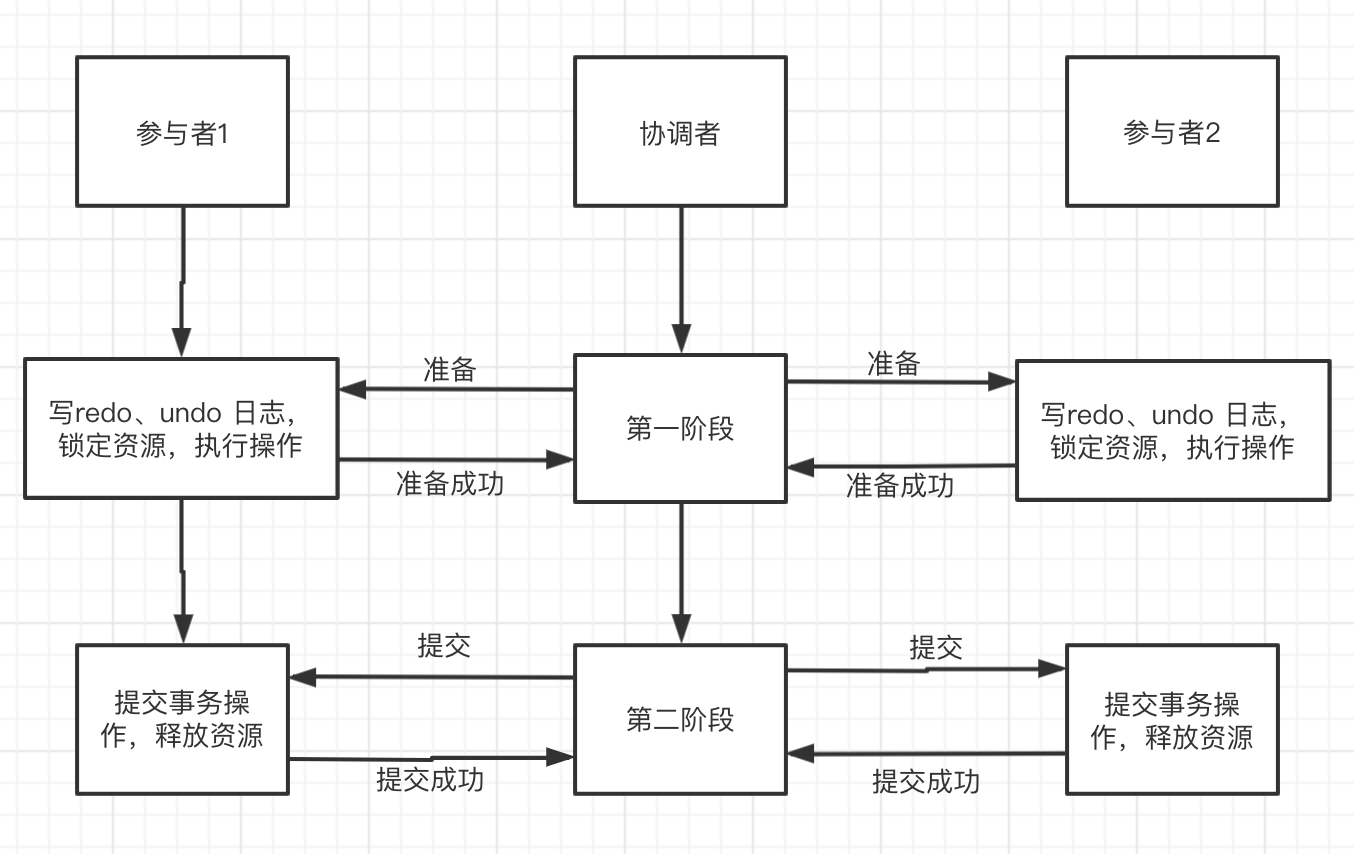 参与者1
协调者
参与者2
准备
准备
写redo、undo 日志，
锁定资源，执行操作
第一阶段
写redo、undo 日志，
锁定资源，执行操作
准备成功
准备成功
提交
提交
提交事务操
作，释放资源
第二阶段
提交事务操
作，释放资源
提交成功
提交成功